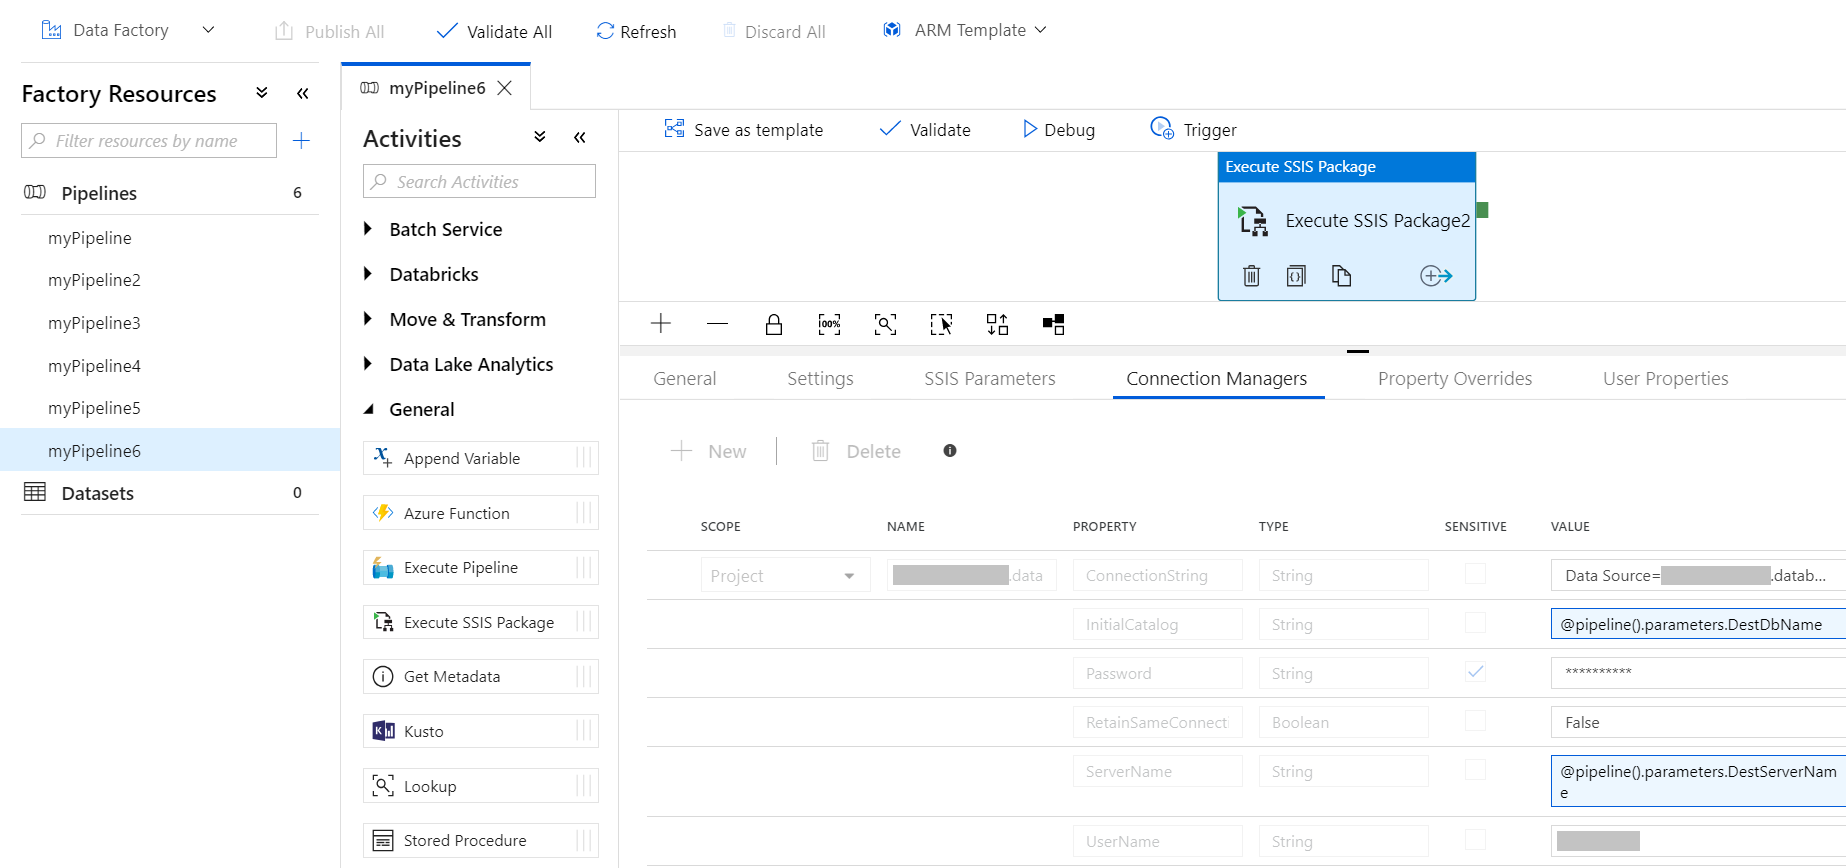 Data Factory
Publish All
Validate All
Refresh
Discard All
ARM Template
Factory Resources
Filter resources by name
Pipelines 6
myPipeline
myPipeline2
myPipeline3
myPipeline4
myPipeline5
myPipeline6
Datasets 0
myPipeline6
Activities
Search Activities
Batch Service
Databricks
Move & Transform
Data Lake Analytics
General
Append Variable
Azure Function
Execute Pipeline
Execute SSIS Package
Get Metadata
Kusto
Lookup
Stored Procedure
Save as template
Validate
Debug
Trigger
Execute SSIS Package
Execute SSIS Package2
100%
General
Settings
SSIS Parameters
Connection Managers
Property Overrides
User Properties
New
Delete
SCOPE NAME PROPERTY TYPE SENSITIVE VALUE
Project .data ConnectionString String Data Source= .datab...
InitialCatalog String @pipeline().parameters.DestDbName
Password String **********
RetainSameConnecti Boolean False
ServerName String @pipeline().parameters.DestServerNam
e
UserName String